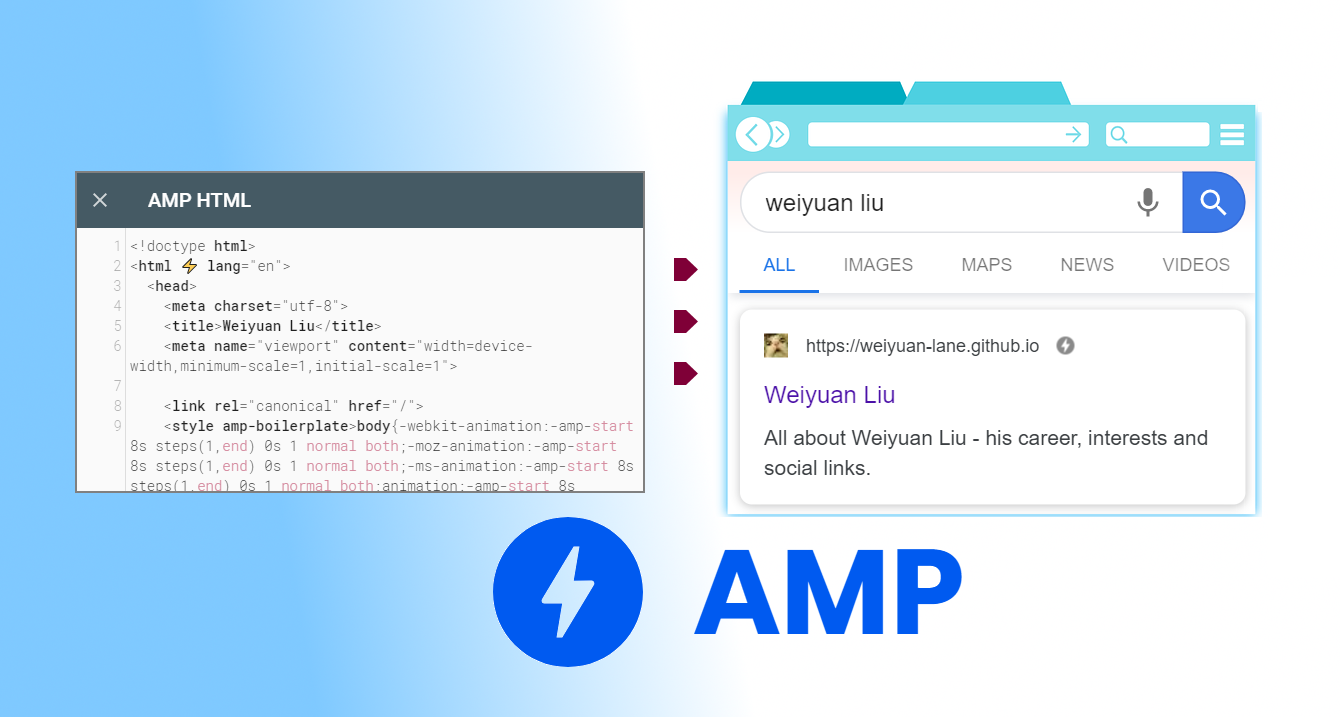 AMP HTML
1 <!doctype html>
2 <html ⚡ lang="en">
3 <head>
4 <meta charset="utf-8">
5 <title>Weiyuan Liu</title>
6 <meta name="viewport" content="width=device-
width,minimum-scale=1,initial-scale=1">
7
8 <link rel="canonical" href="/">
9 <style amp-boilerplate>body{-webkit-animation:-amp-start
8s steps(1,end) 0s 1 normal both;-moz-animation:-amp-start
8s steps(1,end) 0s 1 normal both;-ms-animation:-amp-start 8s
steps(1,end) 0s 1 normal both;animation:-amp-start 8s
weiyuan liu
ALL IMAGES MAPS NEWS VIDEOS
https://weiyuan-lane.github.io
Weiyuan Liu
All about Weiyuan Liu - his career, interests and
social links.
AMP